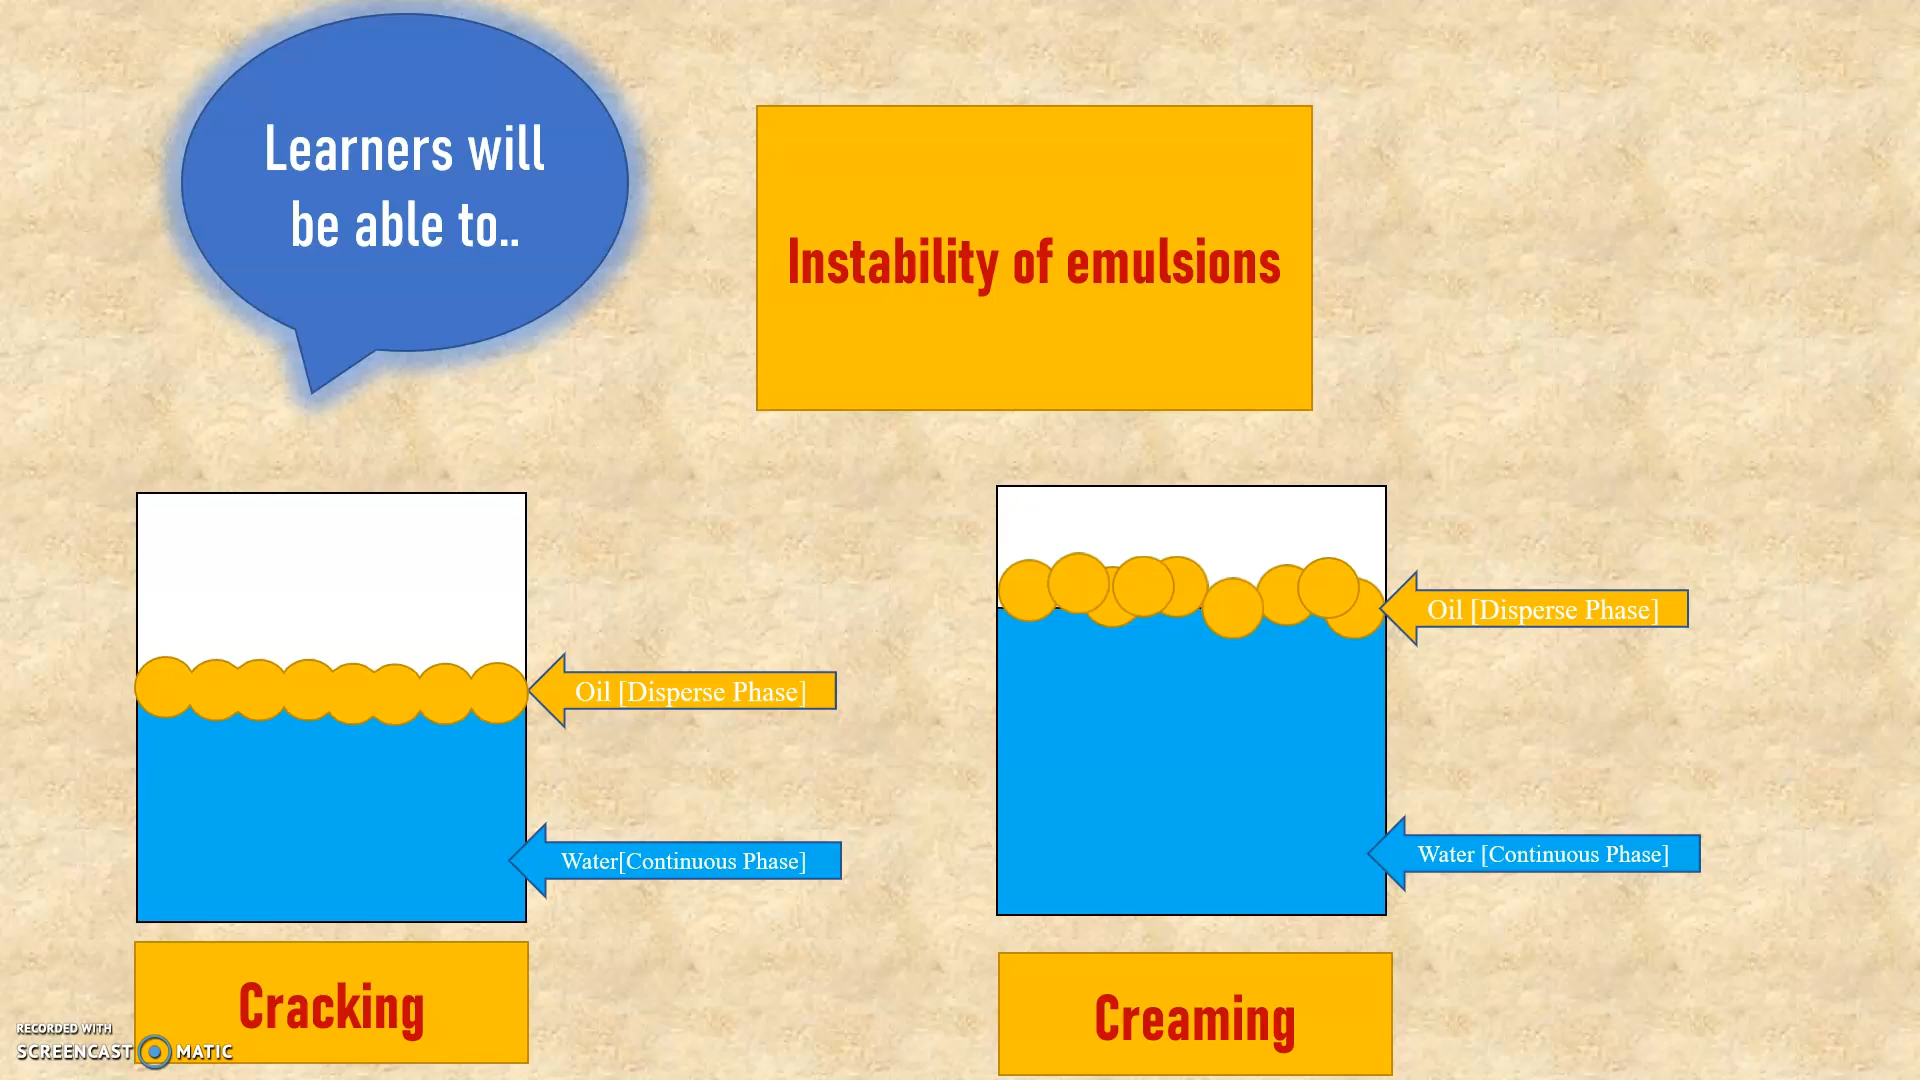 Learners will
be able to..
Instability of emulsions
Oil [Disperse Phase]
Water[Continuous Phase]
Cracking
Oil [Disperse Phase]
Water [Continuous Phase]
Creaming
RECORDED WITH
SCREENCAST MATIC